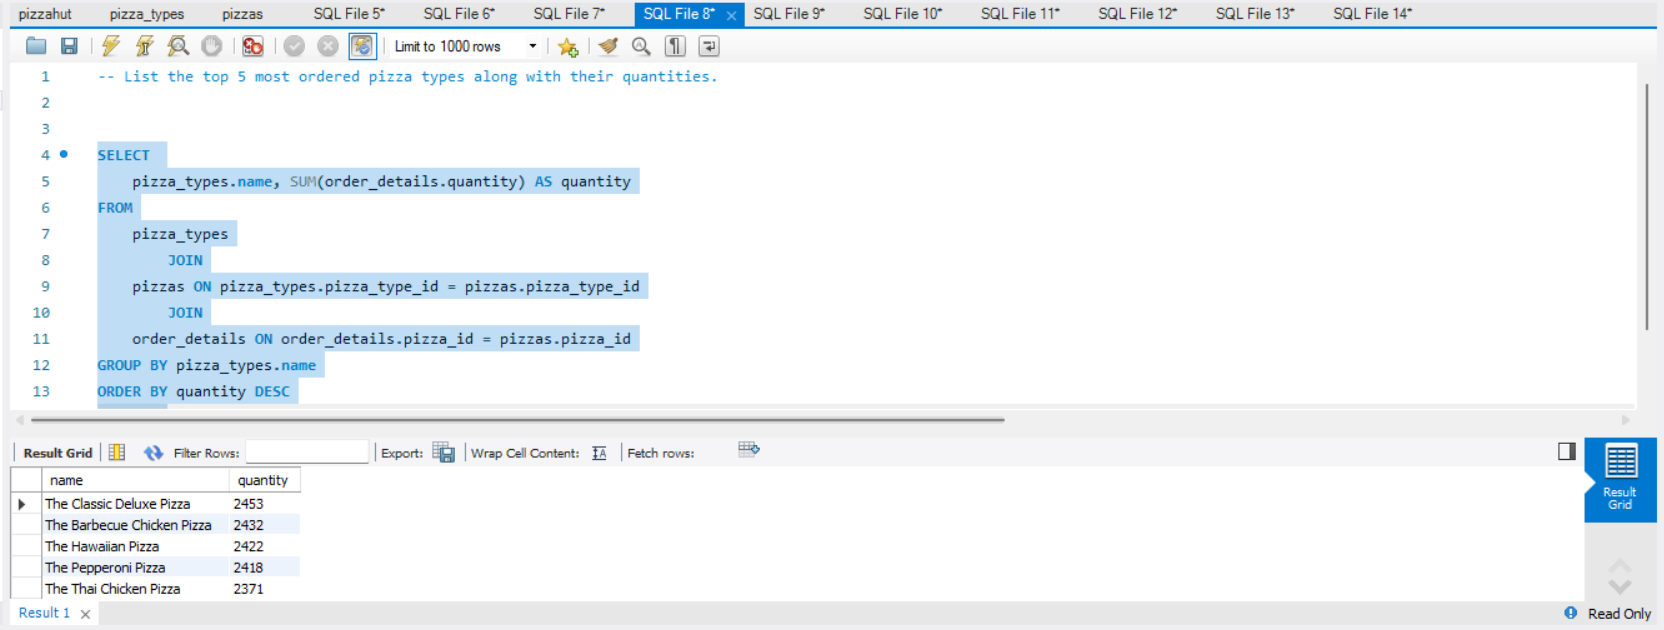 pizzahut pizza_types pizzas SQL File 5* SQL File 6* SQL File 7* SQL File 8* SQL File 9* SQL File 10* SQL File 11* SQL File 12* SQL File 13* SQL File 14*
Limit to 1000 rows
1 -- List the top 5 most ordered pizza types along with their quantities.
2
3
4 SELECT
5 pizza_types.name, SUM(order_details.quantity) AS quantity
6 FROM
7 pizza_types
8 JOIN
9 pizzas ON pizza_types.pizza_type_id = pizzas.pizza_type_id
10 JOIN
11 order_details ON order_details.pizza_id = pizzas.pizza_id
12 GROUP BY pizza_types.name
13 ORDER BY quantity DESC
Result Grid Filter Rows: Export: Wrap Cell Content: Fetch rows:
name quantity
The Classic Deluxe Pizza 2453
The Barbecue Chicken Pizza 2432
The Hawaiian Pizza 2422
The Pepperoni Pizza 2418
The Thai Chicken Pizza 2371
Result
Grid
Result 1
Read Only